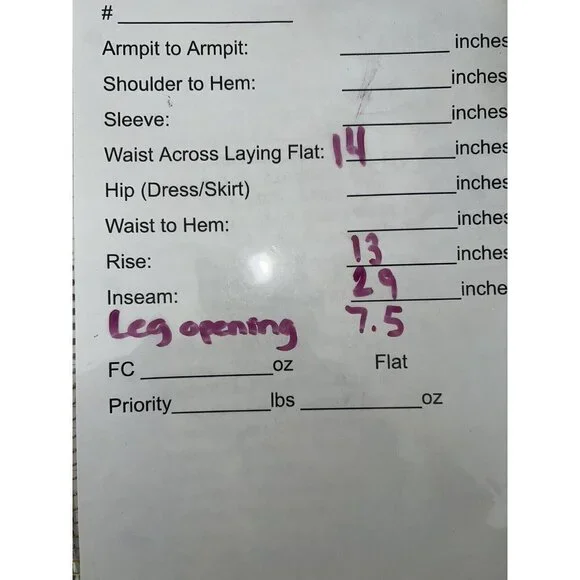 #
Armpit to Armpit: inches
Shoulder to Hem: inches
Sleeve: inches
Waist Across Laying Flat: 14 inches
Hip (Dress/Skirt) inches
Waist to Hem: inches
Rise: 13 inches
Inseam: 29 inche
Leg opening 7.5
FC oz Flat
Priority lbs oz